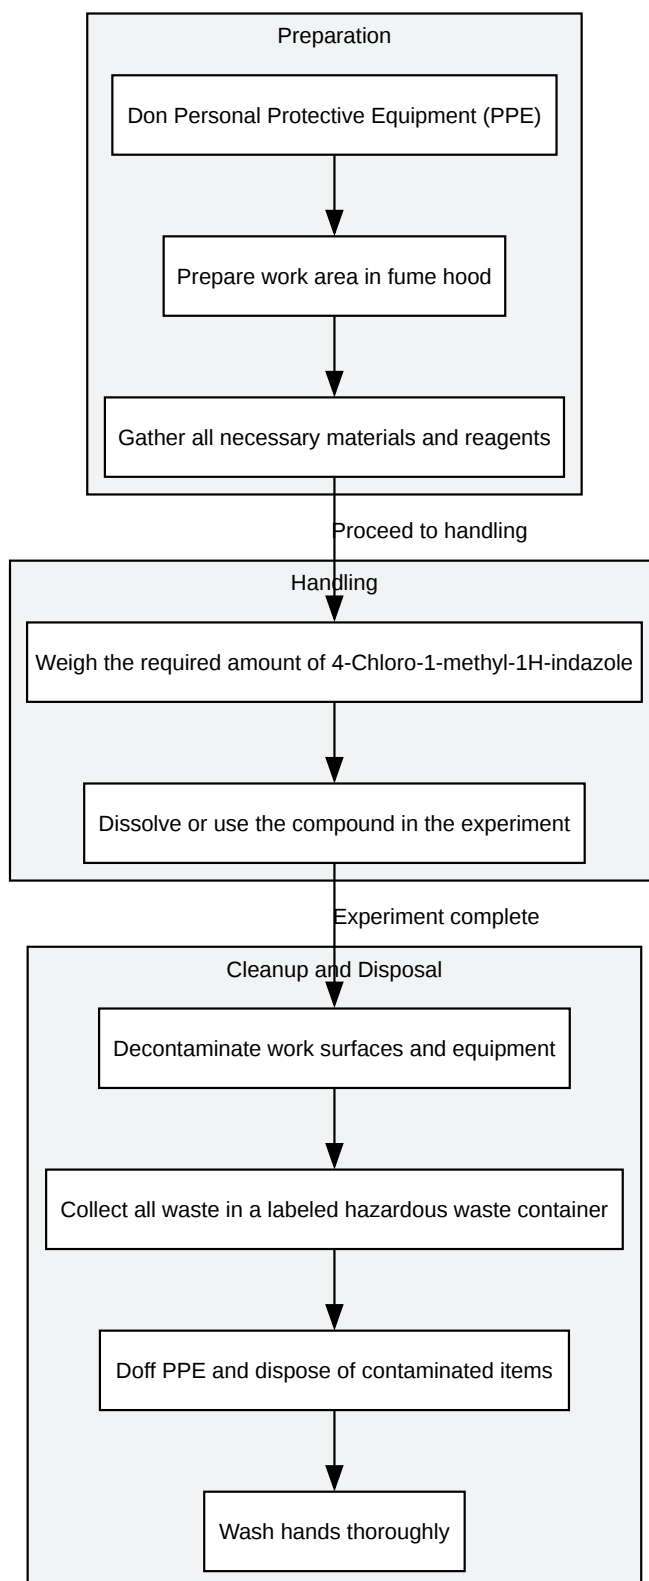 Preparation
Don Personal Protective Equipment (PPE)
Prepare work area in fume hood
Gather all necessary materials and reagents
Proceed to handling
Handling
Weigh the required amount of 4-Chloro-1-methyl-1H-indazole
Dissolve or use the compound in the experiment
Experiment complete
Cleanup and Disposal
Decontaminate work surfaces and equipment
Collect all waste in a labeled hazardous waste container
Doff PPE and dispose of contaminated items
Wash hands thoroughly